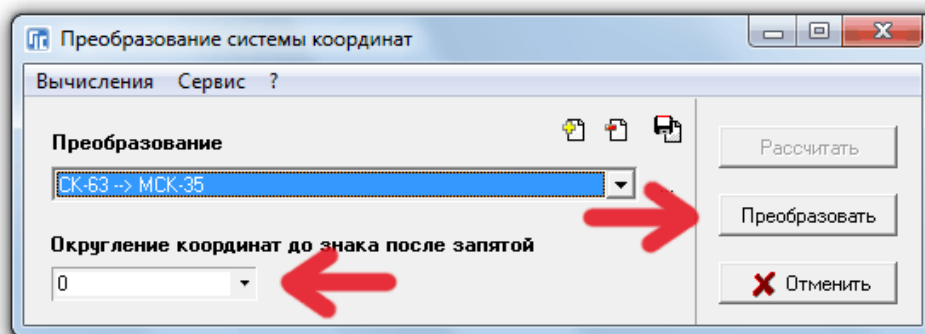 Преобразование системы координат
Вычисления Сервис ?
Преобразование
СК-63 --> МСК-35
...
Округление координат до знака после запятой
0
Рассчитать
Преобразовать
Отменить